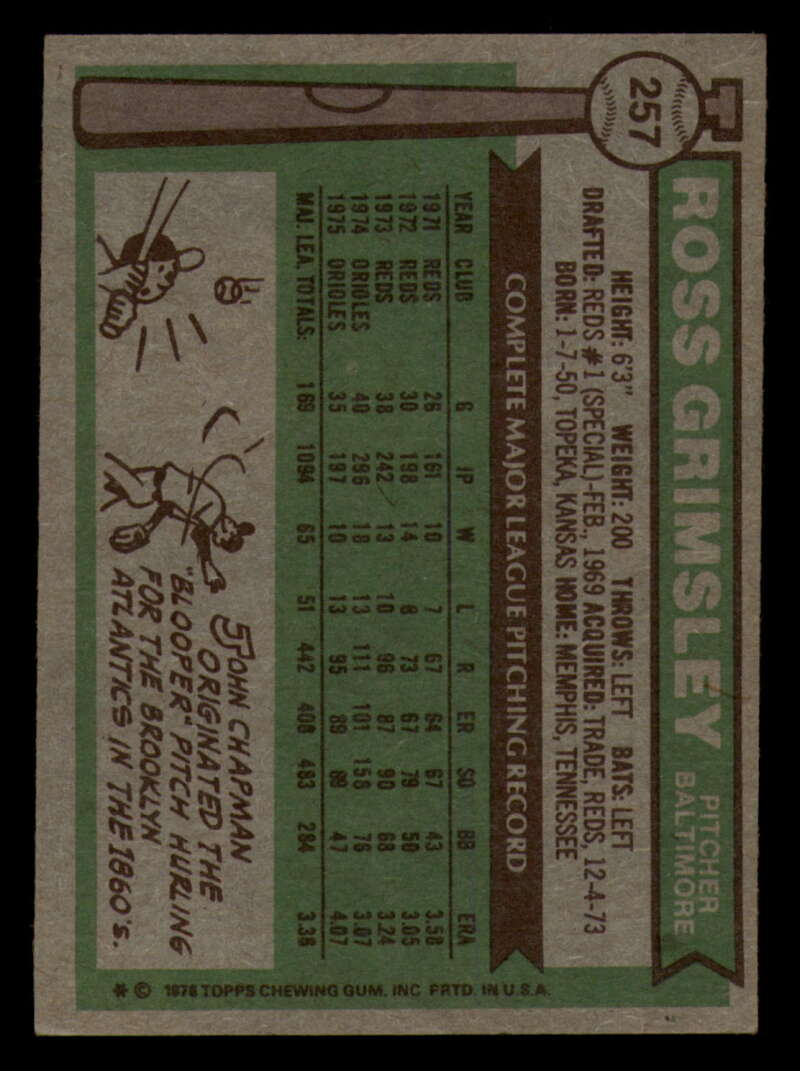 257
ROSS GRIMSLEY
PITCHER
BALTIMORE
HEIGHT: 6'3" WEIGHT: 200 THROWS: LEFT BATS: LEFT
DRAFTED: REDS #1 (SPECIAL)-FEB., 1969 ACQUIRED: TRADE, REDS, 12-4-73
BORN: 1-7-50, TOPEKA, KANSAS HOME: MEMPHIS, TENNESSEE
COMPLETE MAJOR LEAGUE PITCHING RECORD
YEAR CLUB G IP W L R ER SO BB ERA
1971 REDS 26 161 10 7 67 64 67 43 3.58
1972 REDS 30 198 14 8 73 67 79 50 3.05
1973 REDS 38 242 13 10 96 87 90 68 3.24
1974 ORIOLES 40 296 18 13 111 101 158 76 3.07
1975 ORIOLES 35 197 10 13 95 89 89 47 4.07
MAJ. LEA. TOTALS: 169 1094 65 51 442 408 483 284 3.36
JOHN CHAPMAN
ORIGINATED THE
"BLOOPER" PITCH HURLING
FOR THE BROOKLYN
ATLANTICS IN THE 1860's.
* © 1976 TOPPS CHEWING GUM, INC PRTD. IN U.S.A.